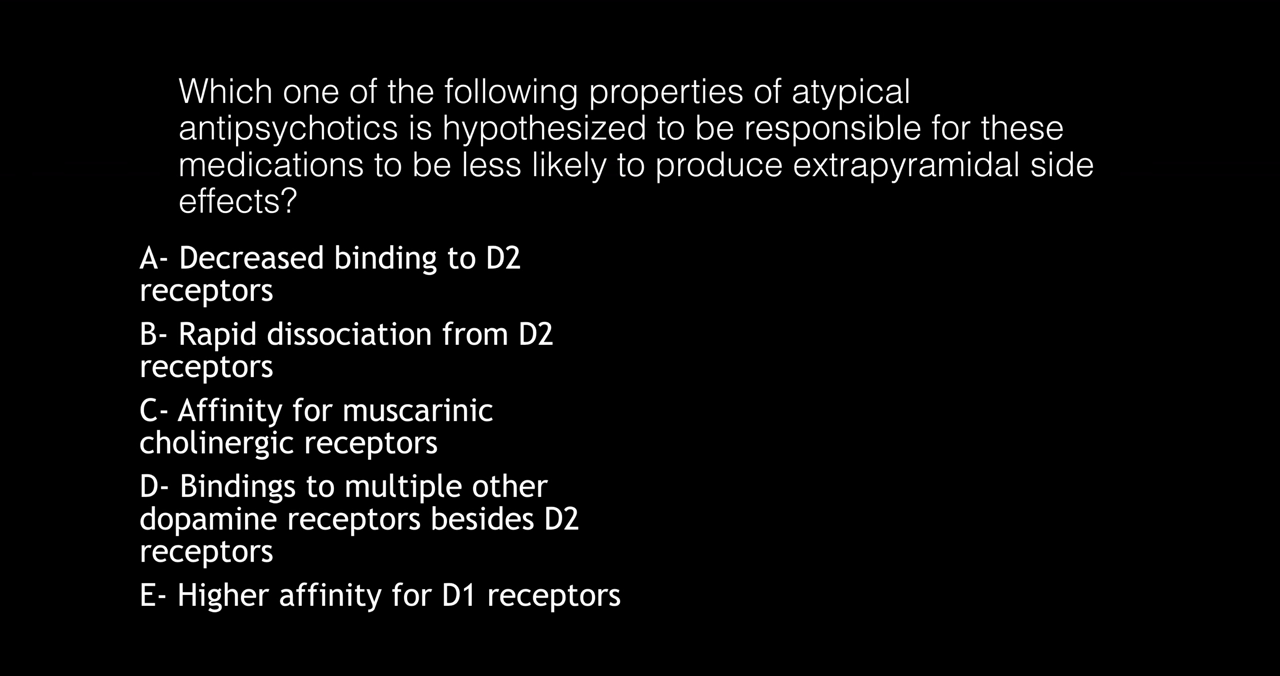 Which one of the following properties of atypical
antipsychotics is hypothesized to be responsible for these
medications to be less likely to produce extrapyramidal side
effects?
A- Decreased binding to D2
receptors
B- Rapid dissociation from D2
receptors
C- Affinity for muscarinic
cholinergic receptors
D- Bindings to multiple other
dopamine receptors besides D2
receptors
E- Higher affinity for D1 receptors